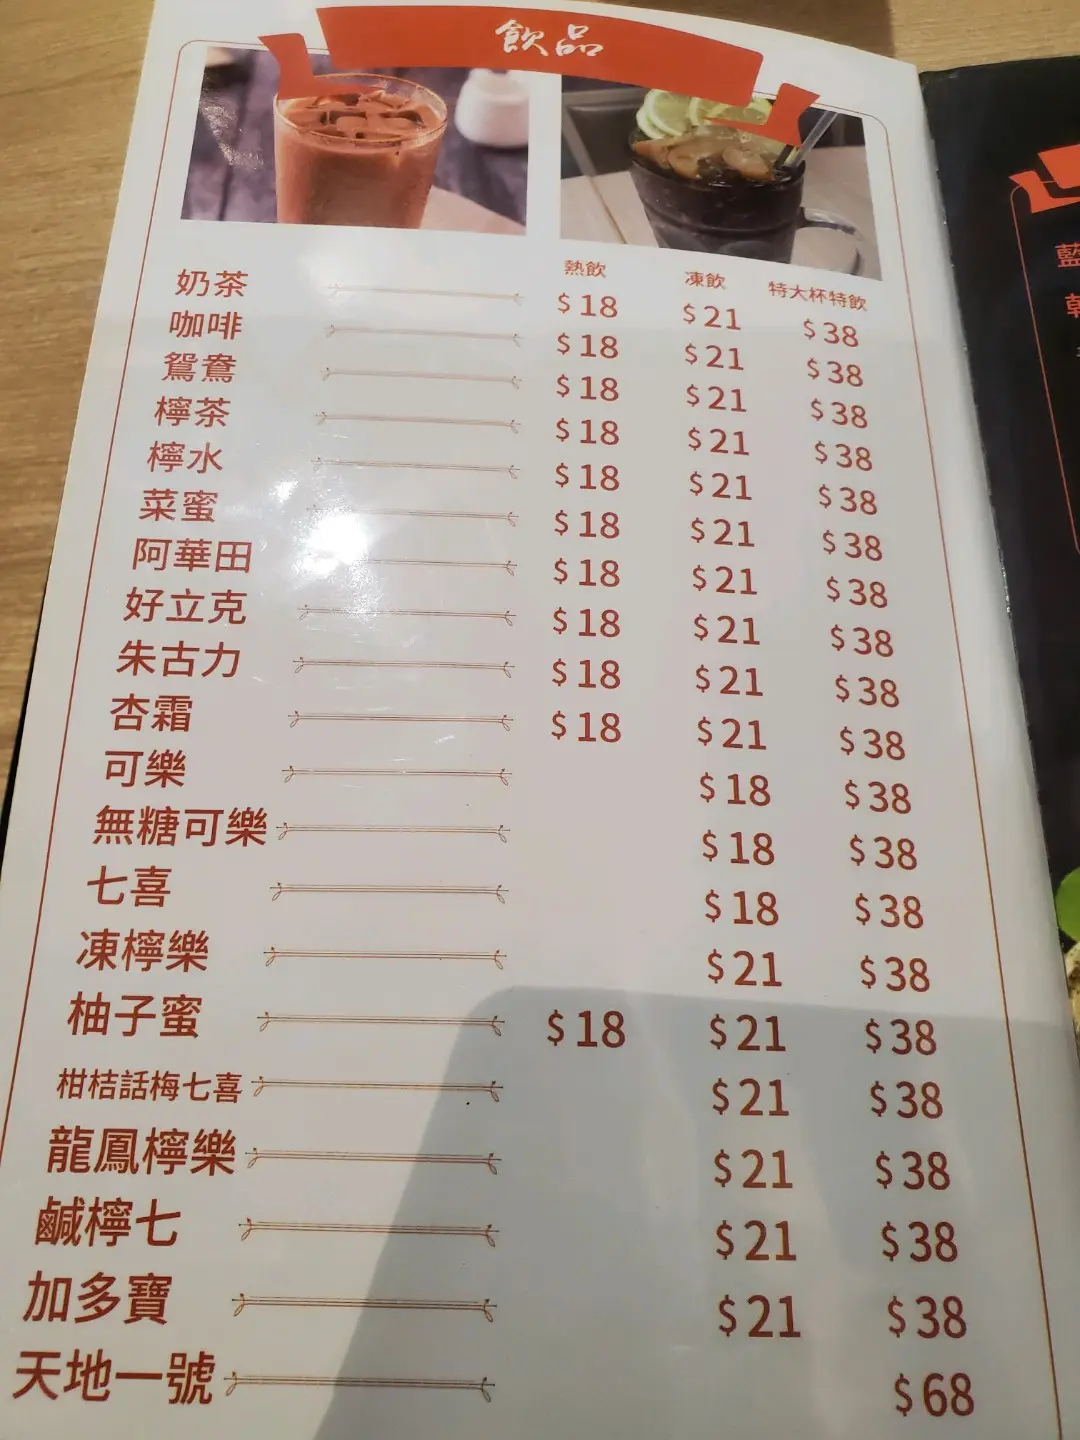 飲品
熱飲 凍飲 特大杯特飲
奶茶 $18 $21 $38
咖啡 $18 $21 $38
鴛鴦 $18 $21 $38
檸茶 $18 $21 $38
檸水 $18 $21 $38
菜蜜 $18 $21 $38
阿華田 $18 $21 $38
好立克 $18 $21 $38
朱古力 $18 $21 $38
杏霜 $18 $21 $38
可樂 $18 $38
無糖可樂 $18 $38
七喜 $18 $38
凍檸樂 $21 $38
柚子蜜 $18 $21 $38
柑桔話梅七喜 $21 $38
龍鳳檸樂 $21 $38
鹹檸七 $21 $38
加多寶 $21 $38
天地一號 $68